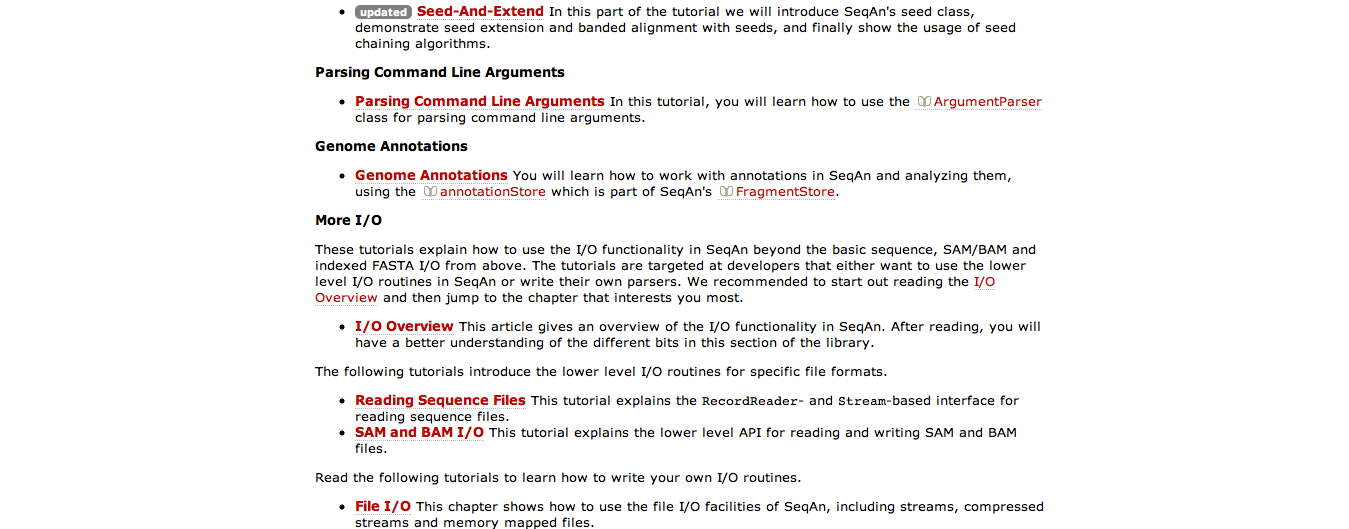 updated Seed-And-Extend In this part of the tutorial we will introduce SeqAn's seed class,
demonstrate seed extension and banded alignment with seeds, and finally show the usage of seed
chaining algorithms.
Parsing Command Line Arguments
Parsing Command Line Arguments In this tutorial, you will learn how to use the ArgumentParser
class for parsing command line arguments.
Genome Annotations
Genome Annotations You will learn how to work with annotations in SeqAn and analyzing them,
using the annotationStore which is part of SeqAn's FragmentStore.
More I/O
These tutorials explain how to use the I/O functionality in SeqAn beyond the basic sequence, SAM/BAM and
indexed FASTA I/O from above. The tutorials are targeted at developers that either want to use the lower
level I/O routines in SeqAn or write their own parsers. We recommended to start out reading the I/O
Overview and then jump to the chapter that interests you most.
I/O Overview This article gives an overview of the I/O functionality in SeqAn. After reading, you will
have a better understanding of the different bits in this section of the library.
The following tutorials introduce the lower level I/O routines for specific file formats.
Reading Sequence Files This tutorial explains the RecordReader- and Stream-based interface for
reading sequence files.
SAM and BAM I/O This tutorial explains the lower level API for reading and writing SAM and BAM
files.
Read the following tutorials to learn how to write your own I/O routines.
File I/O This chapter shows how to use the file I/O facilities of SeqAn, including streams, compressed
streams and memory mapped files.